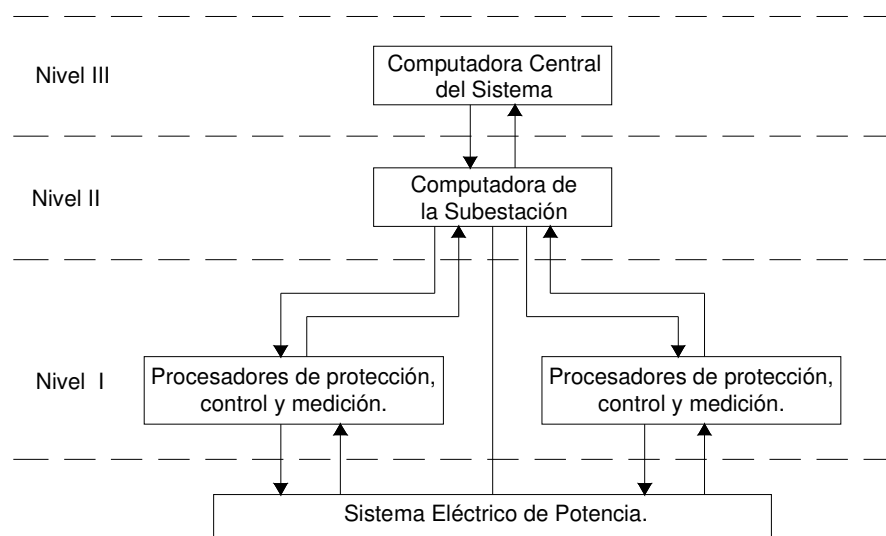 Nivel III
Computadora Central
del Sistema
Nivel II
Computadora de
la Subestación
Nivel I
Procesadores de protección,
control y medición.
Procesadores de protección,
control y medición.
Sistema Eléctrico de Potencia.